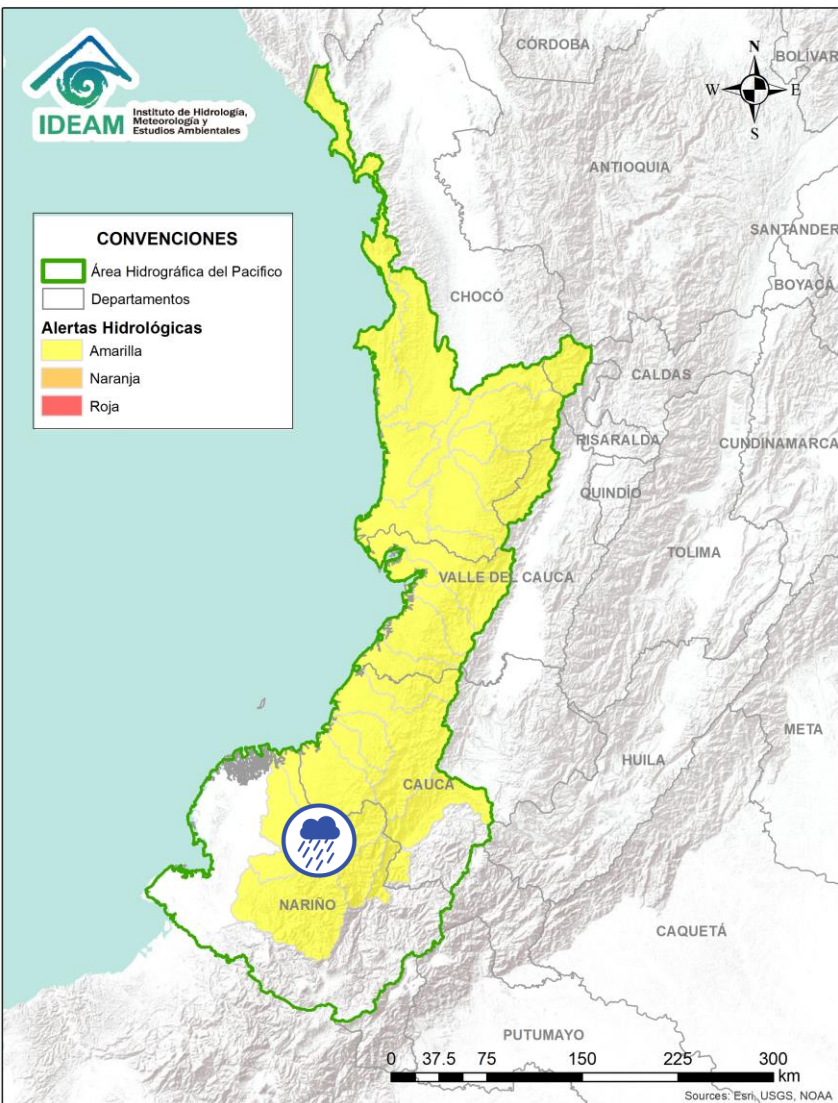 IDEAM
Instituto de Hidrología,
Meteorología y
Estudios Ambientales
N
W
E
S
CONVENCIONES
Área Hidrográfica del Pacifico
Departamentos
Alertas Hidrológicas
Amarilla
Naranja
Roja
CÓRDOBA
BOLÍVAR
ANTIOQUIA
SANTANDER
BOYACÁ
CHOCÓ
CALDAS
RISARALDA
CUNDINAMARCA
QUINDÍO
TOLIMA
VALLE DEL CAUCA
META
HUILA
CAUCA
NARIÑO
CAQUETÁ
PUTUMAYO
0 37.5 75 150 225 300
km
Sources: Esri, USGS, NOAA